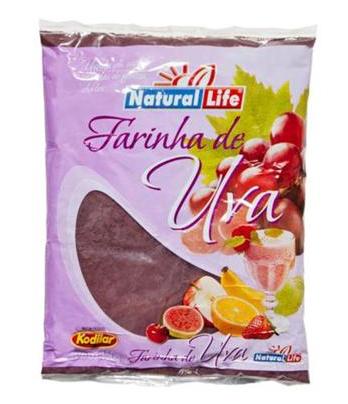 Natural Life
Farinha de
Uva
Kodilar
Farinha de Uva Natural Life